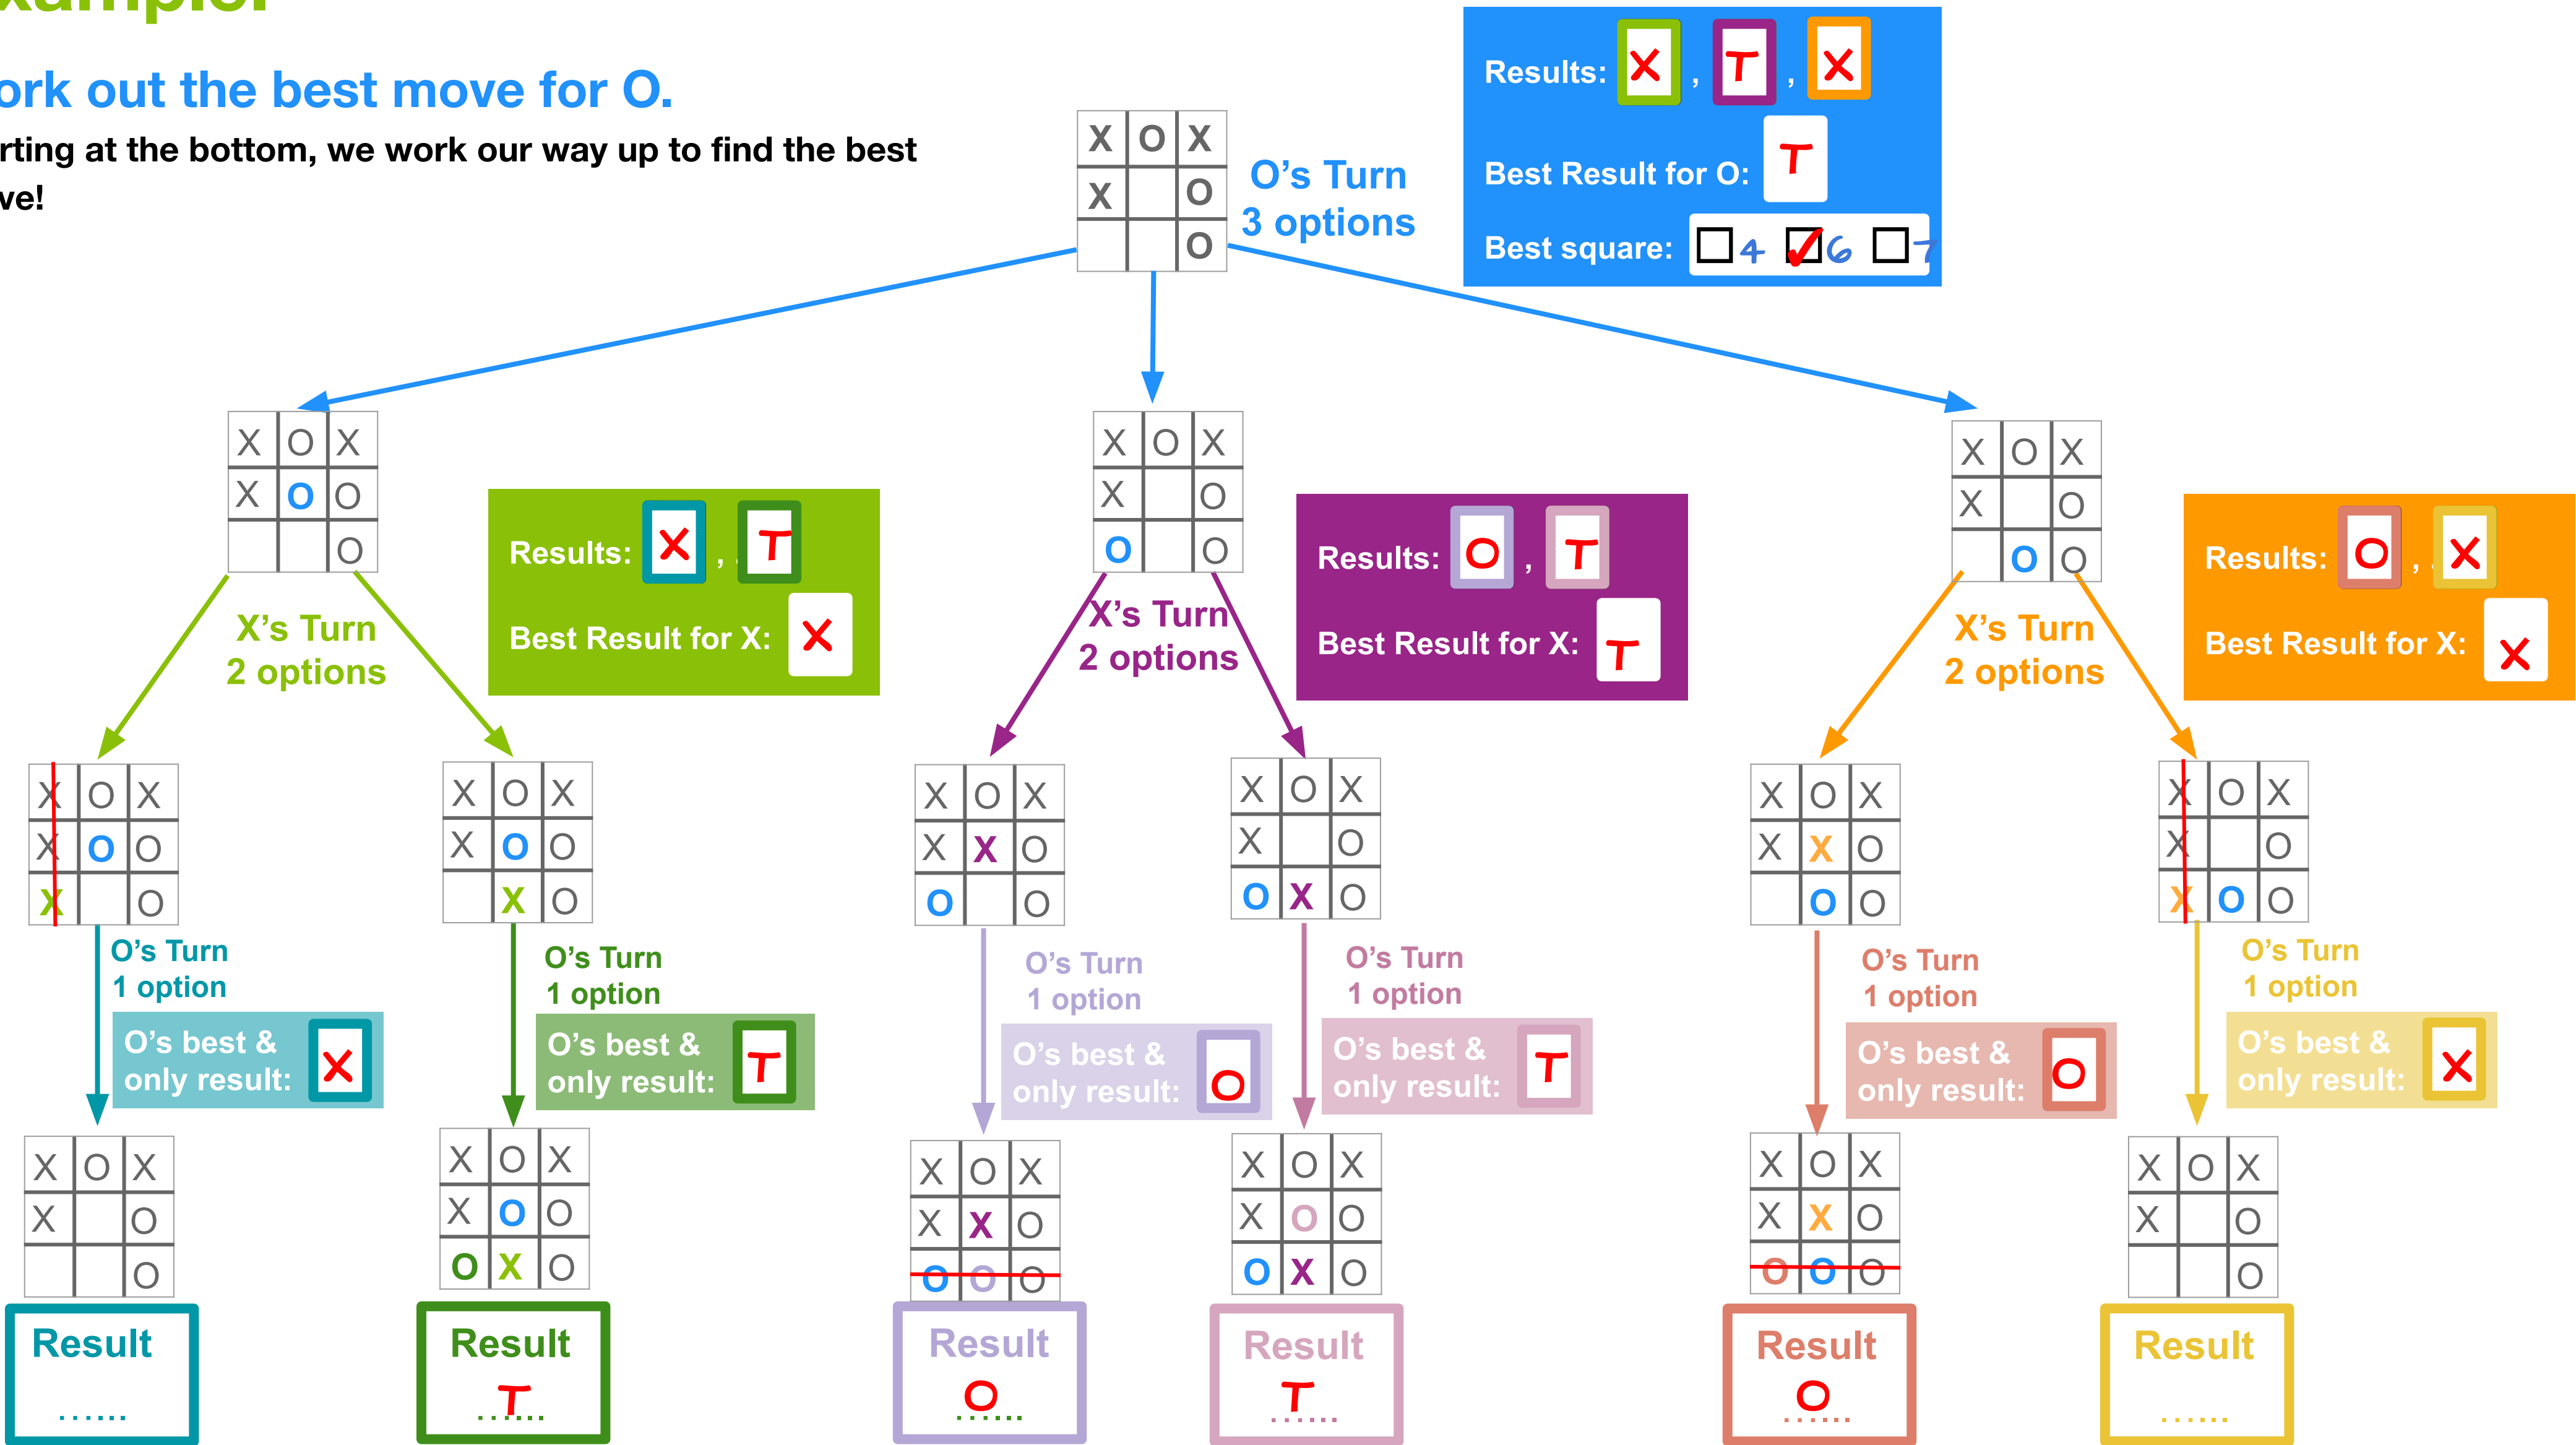 xample:
ork out the best move for O.
rting at the bottom, we work our way up to find the best
ve!
X O X
X O
O
O's Turn
3 options
Results: X , T , X
Best Result for O: T
Best square: 4 ✓ 6 7
X O X
X O O
O
X's Turn
2 options
Results: X , T
Best Result for X: X
X O X
X O
O O
X's Turn
2 options
Results: O , T
Best Result for X: T
X O X
X O
O O
X's Turn
2 options
Results: O , X
Best Result for X: X
X O X
X O O
X O
O's Turn
1 option
O's best &
only result: X
X O X
X O O
X O
O's Turn
1 option
O's best &
only result: T
X O X
X X O
O O
O's Turn
1 option
O's best &
only result: O
X O X
X O
O X O
O's Turn
1 option
O's best &
only result: T
X O X
X X O
O O
O's Turn
1 option
O's best &
only result: O
X O X
X O
X O O
O's Turn
1 option
O's best &
only result: X
X O X
X O
O
Result
......
X O X
X O O
O X O
Result
T
......
X O X
X X O
O O O
Result
O
......
X O X
X O O
O X O
Result
T
......
X O X
X X O
O O O
Result
O
......
X O X
X O
O
Result
......